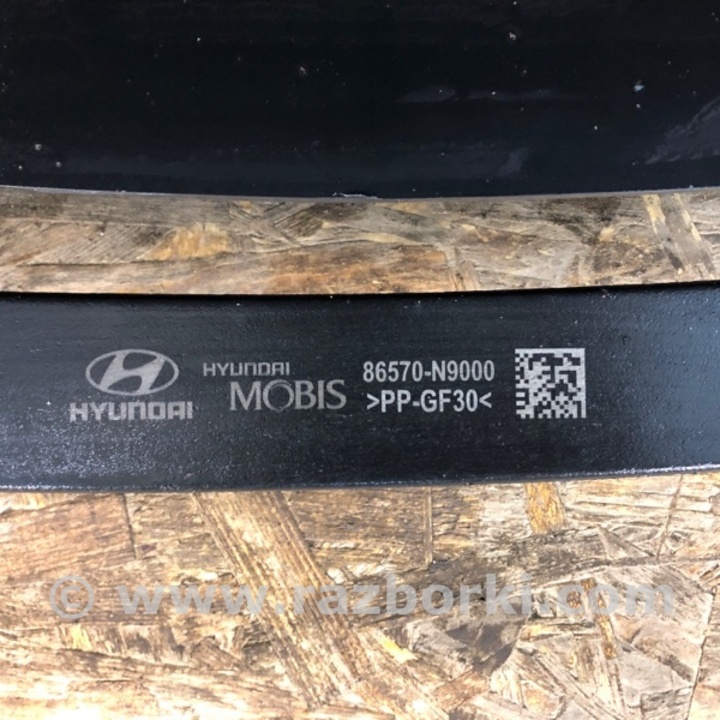 HYUNDAI
HYUNDAI
MOBIS
86570-N9000
>PP-GF30<
© www.razborki.com